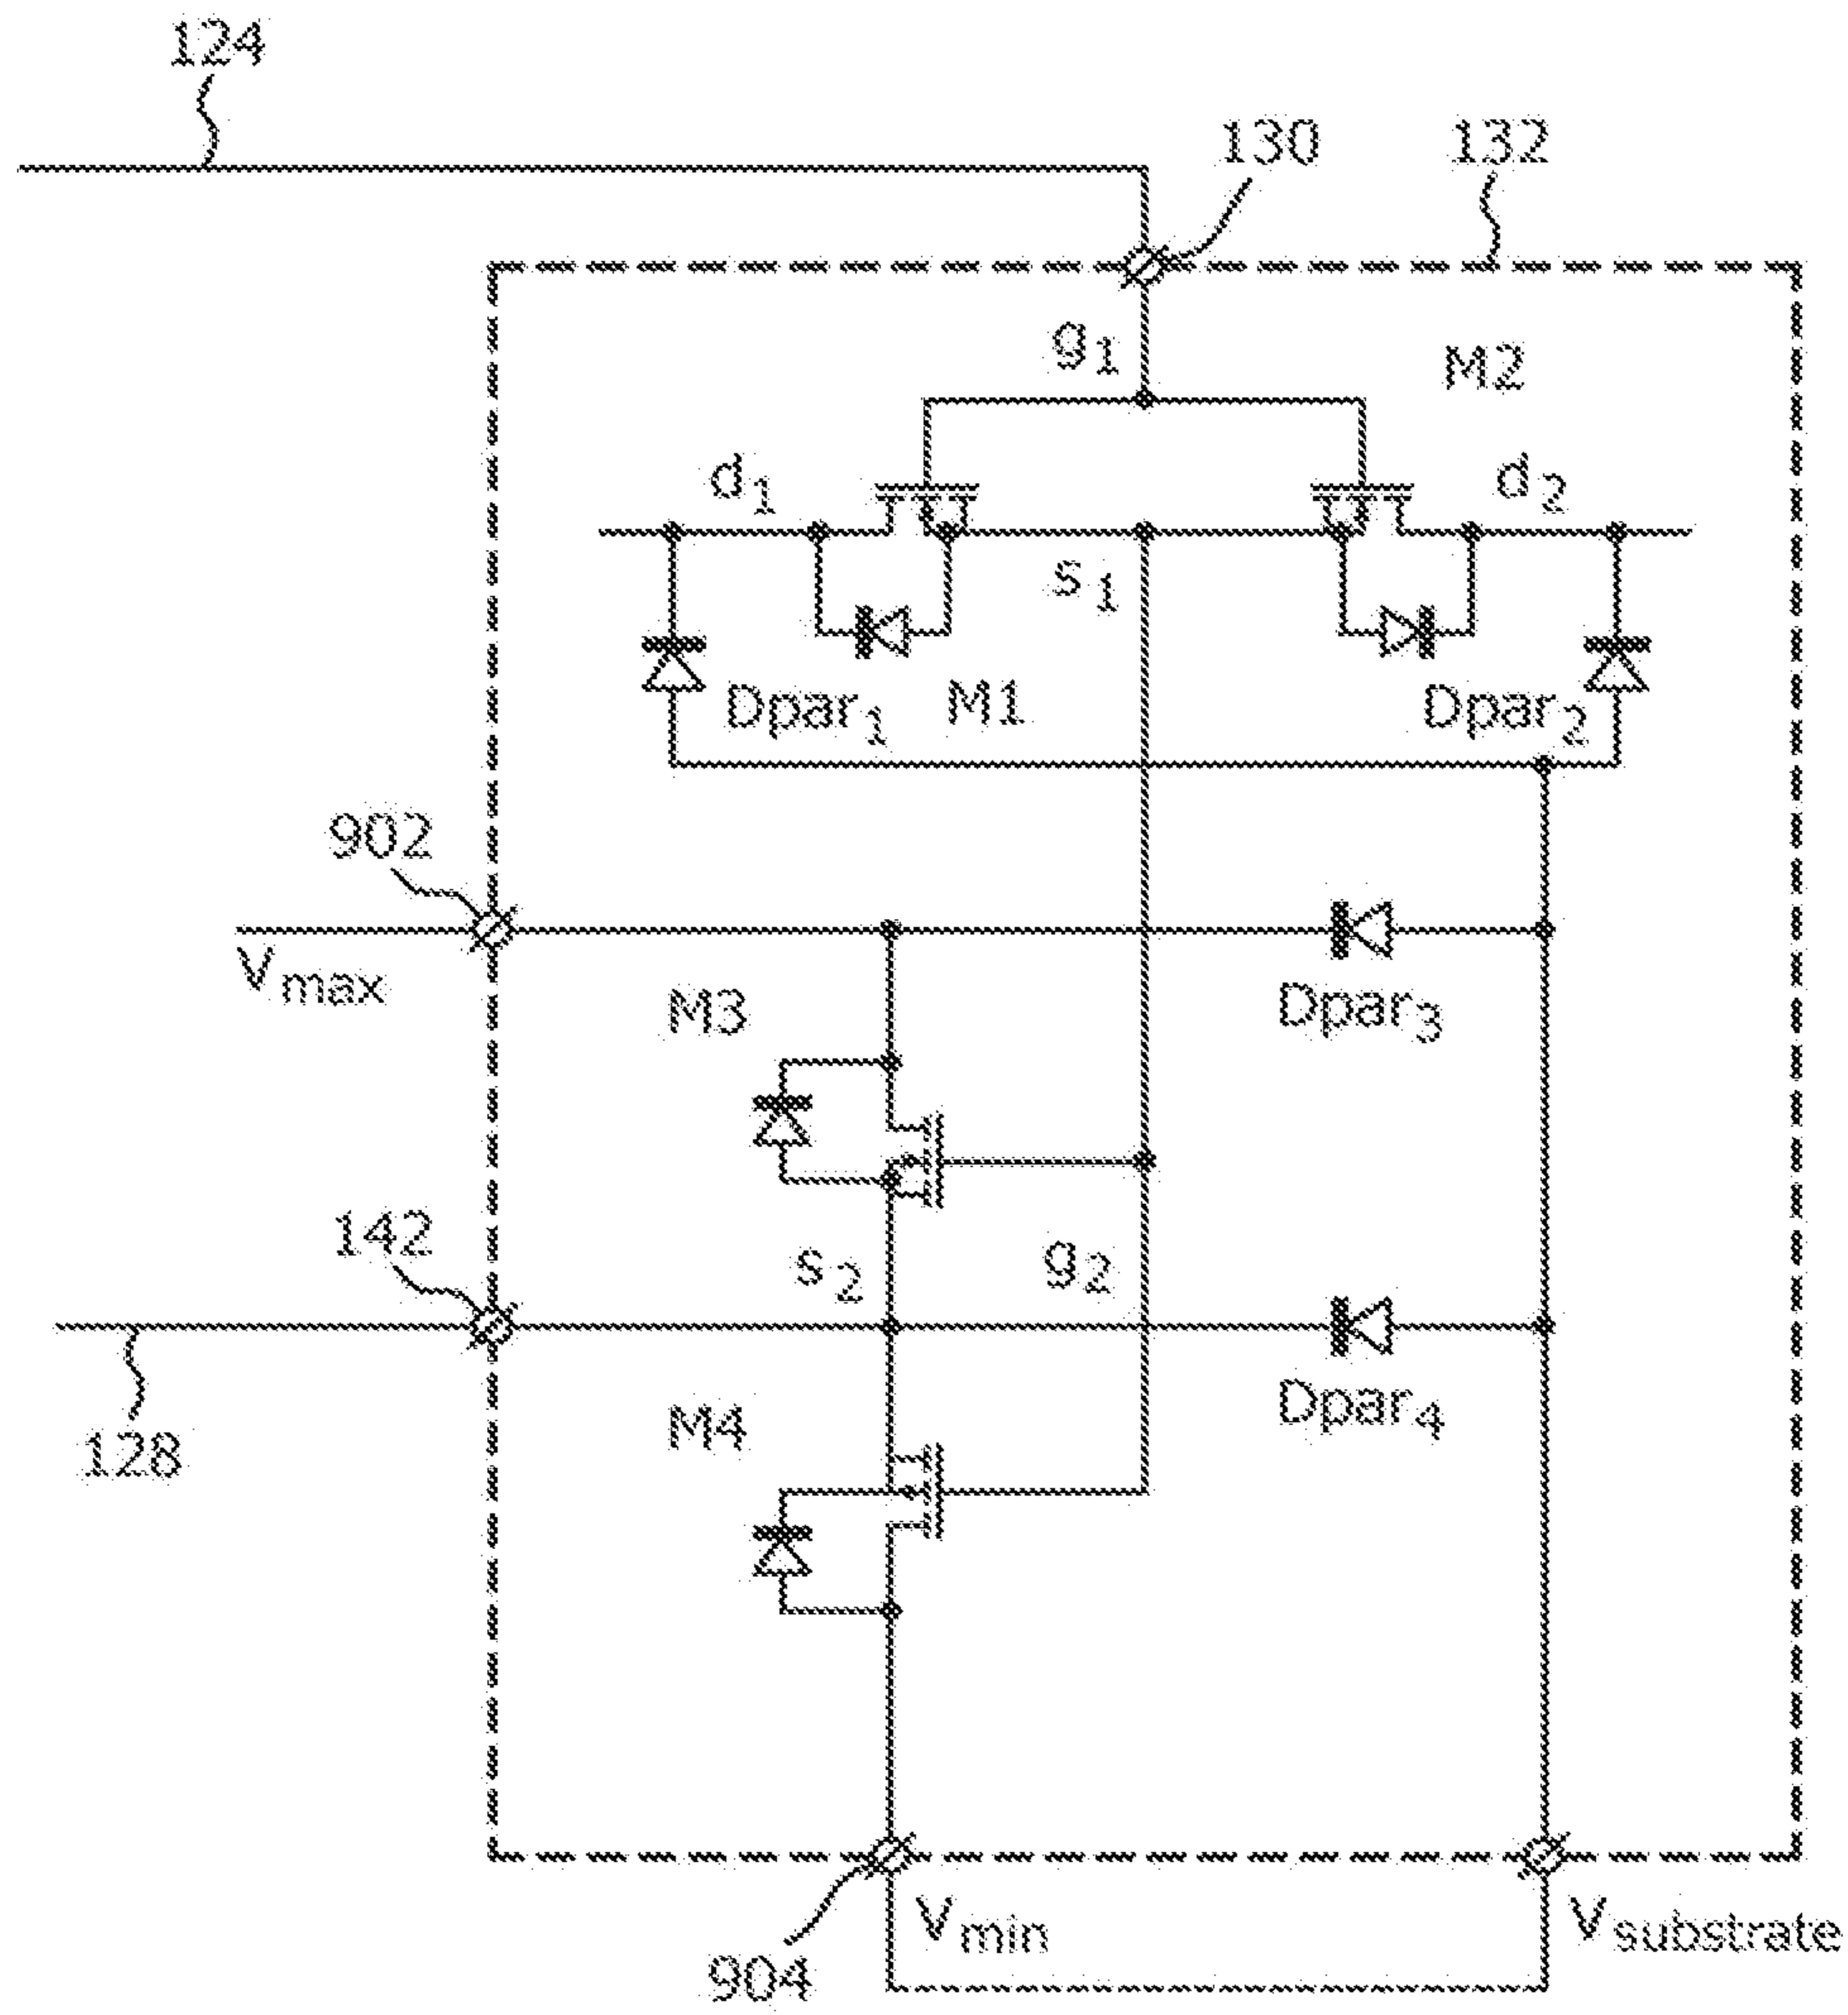 124
130
132
g1
M2
d1
d2
s1
Dpar1
M1
Dpar2
902
Vmax
M3
Dpar3
142
s2
g2
128
M4
Dpar4
Vmin
Vsubstrate
904